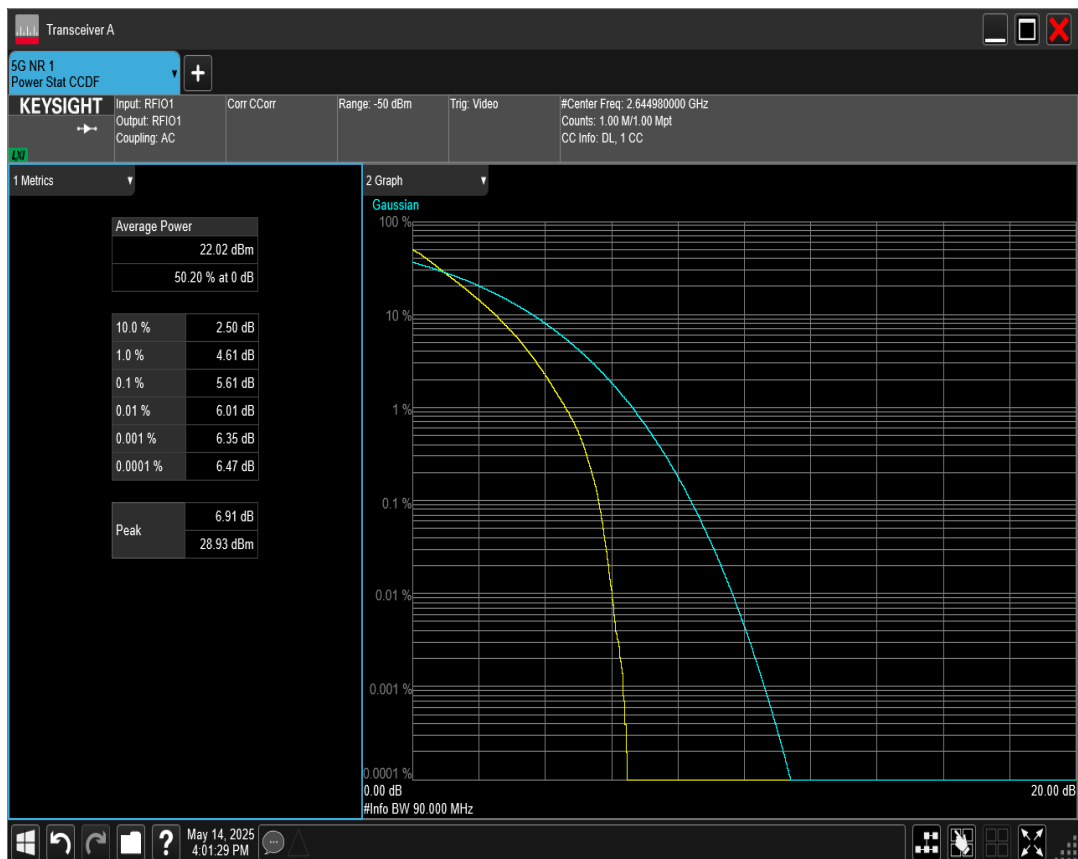 Transceiver A
5G NR 1
Power Stat CCDF
KEYSIGHT
LXI
Input: RFIO1
Output: RFIO1
Coupling: AC
Corr CCorr
Range: -50 dBm
Trig: Video
#Center Freq: 2.644980000 GHz
Counts: 1.00 M/1.00 Mpt
CC Info: DL, 1 CC
1 Metrics
Average Power
22.02 dBm
50.20 % at 0 dB
10.0 % 2.50 dB
1.0 % 4.61 dB
0.1 % 5.61 dB
0.01 % 6.01 dB
0.001 % 6.35 dB
0.0001 % 6.47 dB
Peak 6.91 dB
28.93 dBm
2 Graph
Gaussian
100 %
10 %
1 %
0.1 %
0.01 %
0.001 %
0.0001 %
0.00 dB 20.00 dB
#Info BW 90.000 MHz
?
May 14, 2025
4:01:29 PM